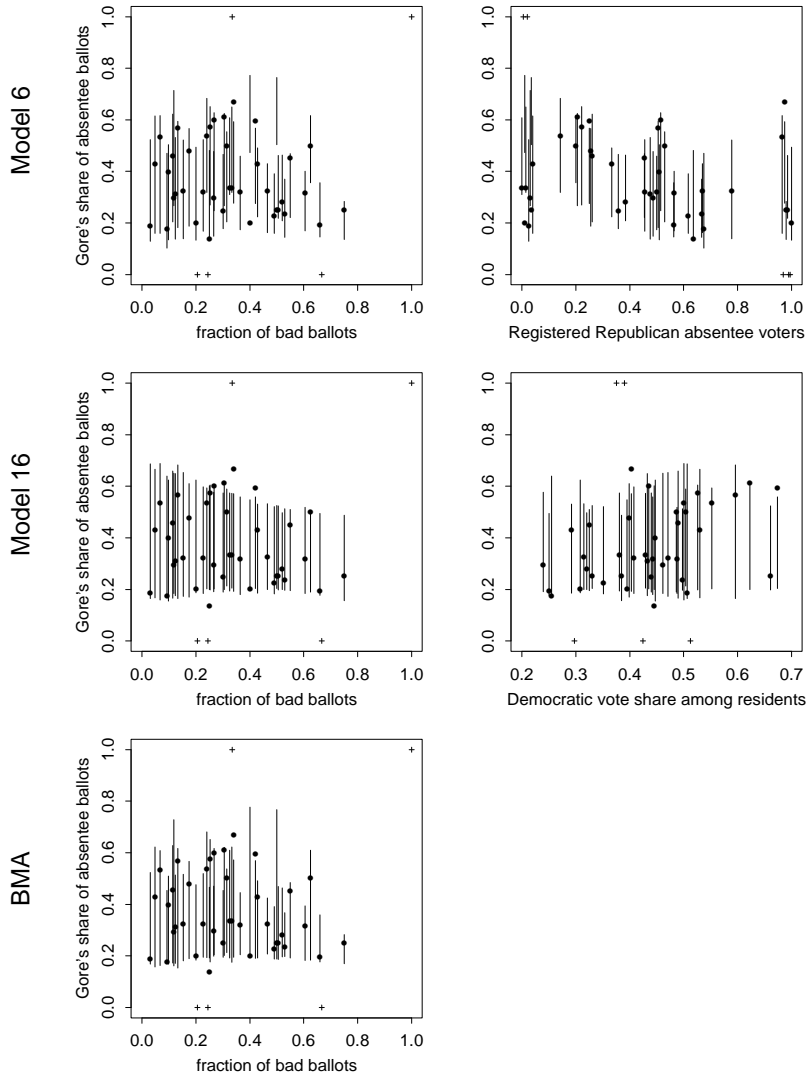 Model 6
Gore's share of absentee ballots
0.0 0.2 0.4 0.6 0.8 1.0
0.0 0.2 0.4 0.6 0.8 1.0
fraction of bad ballots
0.0 0.2 0.4 0.6 0.8 1.0
0.0 0.2 0.4 0.6 0.8 1.0
Registered Republican absentee voters
Model 16
Gore's share of absentee ballots
0.0 0.2 0.4 0.6 0.8 1.0
0.0 0.2 0.4 0.6 0.8 1.0
fraction of bad ballots
0.0 0.2 0.4 0.6 0.8 1.0
0.2 0.3 0.4 0.5 0.6 0.7
Democratic vote share among residents
BMA
Gore's share of absentee ballots
0.0 0.2 0.4 0.6 0.8 1.0
0.0 0.2 0.4 0.6 0.8 1.0
fraction of bad ballots